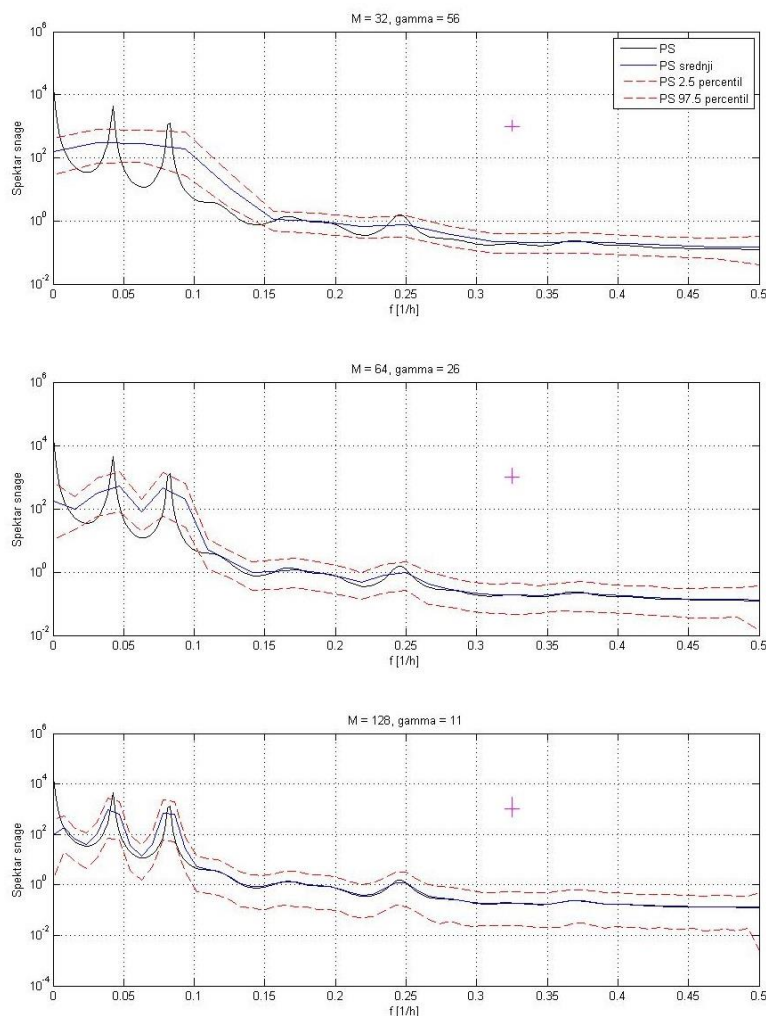 M = 32, gamma = 56
10^6
10^4
10^2
10^0
10^-2
Spektar snage
PS
PS srednji
PS 2.5 percentil
PS 97.5 percentil
0 0.05 0.1 0.15 0.2 0.25 0.3 0.35 0.4 0.45 0.5
f [1/h]
M = 64, gamma = 26
10^6
10^4
10^2
10^0
10^-2
Spektar snage
0 0.05 0.1 0.15 0.2 0.25 0.3 0.35 0.4 0.45 0.5
f [1/h]
M = 128, gamma = 11
10^6
10^4
10^2
10^0
10^-2
10^-4
Spektar snage
0 0.05 0.1 0.15 0.2 0.25 0.3 0.35 0.4 0.45 0.5
f [1/h]